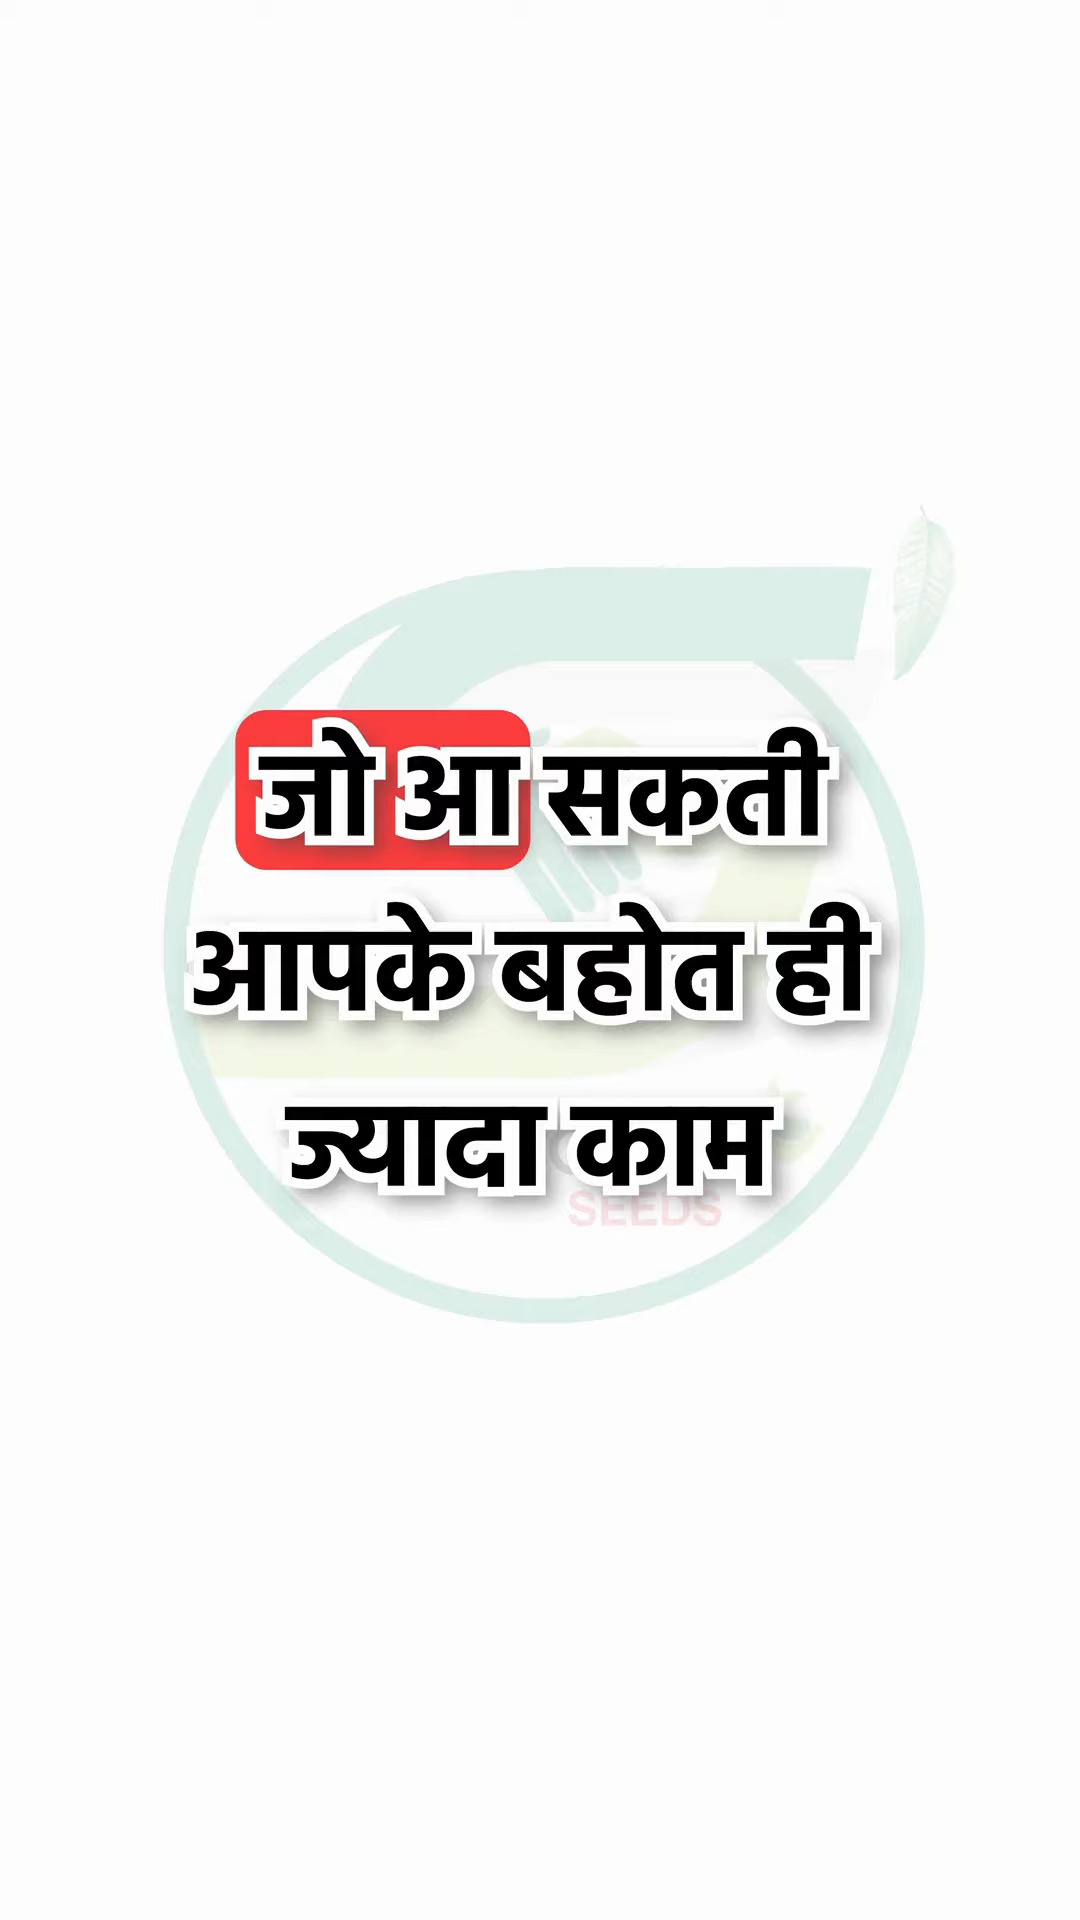 जो आ सकती
आपके बहोत ही
ज्यादा काम
SEEDS